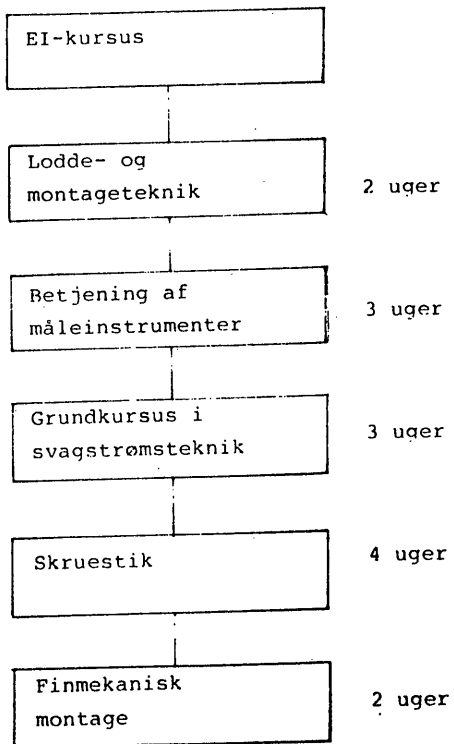 EI-kursus
Lodde- og
montageteknik
2 uger
Betjening af
måleinstrumenter
3 uger
Grundkursus i
svagstrømsteknik
3 uger
Skruestik
4 uger
Finmekanisk
montage
2 uger